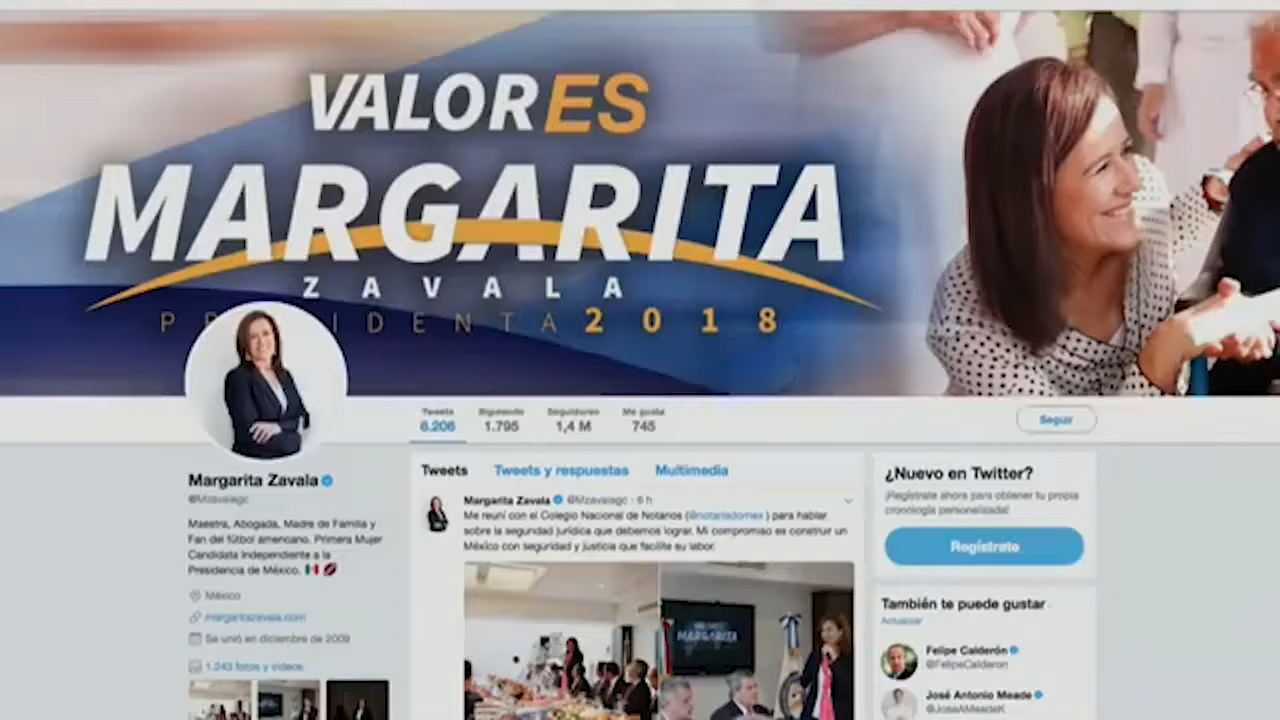 VALORES
MARGARITA
ZAVALA
PRESIDENTA 2018
Tweets
6.206
Siguiendo
1.795
Seguidores
1,4 M
Me gusta
745
Seguir
Margarita Zavala
@Mzavalagc
Maestra, Abogada, Madre de Familia y
Fan del fútbol americano. Primera Mujer
Candidata Independiente a la
Presidencia de México.
México
margaritazavala.com
Se unió en diciembre de 2009
1.243 fotos y videos
Tweets
Tweets y respuestas
Multimedia
Margarita Zavala @Mzavalagc · 6 h
Me reuní con el Colegio Nacional de Notarios (@notariadomex ) para hablar
sobre la seguridad jurídica que debemos lograr. Mi compromiso es construir un
México con seguridad y justicia que facilite su labor.
MARGARITA
¿Nuevo en Twitter?
¡Regístrate ahora para obtener tu propia
cronología personalizada!
Regístrate
También te puede gustar
Actualizar
Felipe Calderón
@FelipeCalderon
José Antonio Meade
@JoseAMeadeK